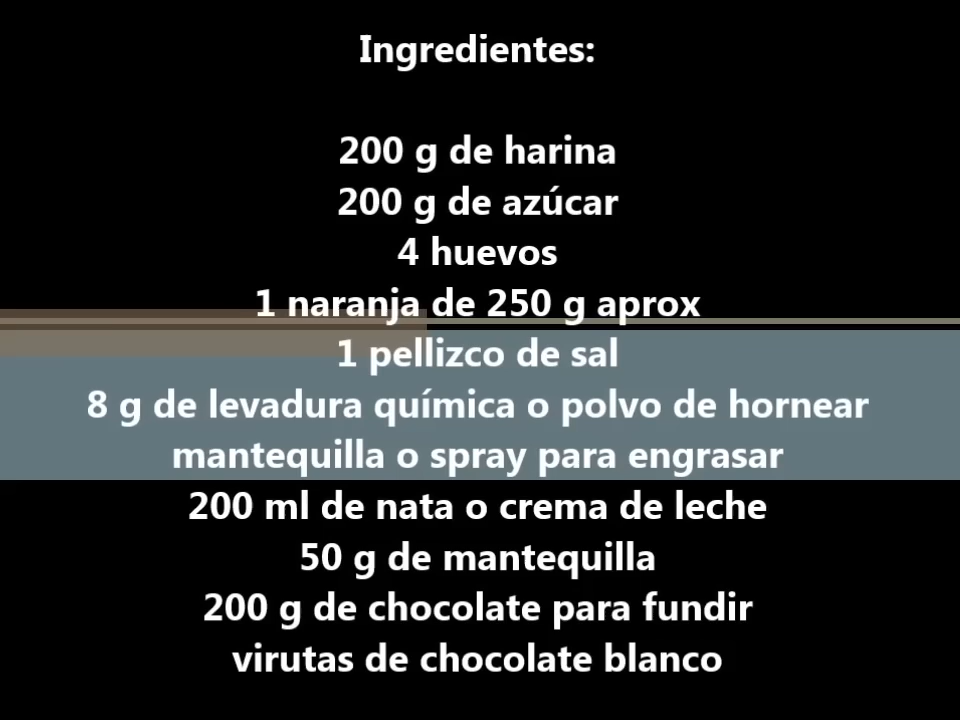 Ingredientes:
200 g de harina
200 g de azúcar
4 huevos
1 naranja de 250 g aprox
1 pellizco de sal
8 g de levadura química o polvo de hornear
mantequilla o spray para engrasar
200 ml de nata o crema de leche
50 g de mantequilla
200 g de chocolate para fundir
virutas de chocolate blanco